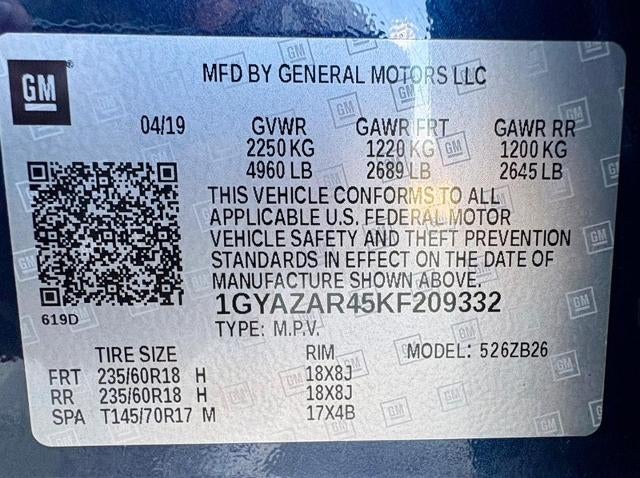 GM
MFD BY GENERAL MOTORS LLC
04/19 GVWR GAWR FRT GAWR RR
2250 KG 1220 KG 1200 KG
4960 LB 2689 LB 2645 LB
THIS VEHICLE CONFORMS TO ALL
APPLICABLE U.S. FEDERAL MOTOR
VEHICLE SAFETY AND THEFT PREVENTION
STANDARDS IN EFFECT ON THE DATE OF
MANUFACTURE SHOWN ABOVE.
619D
1GYAZAR45KF209332
TYPE: M.P.V.
TIRE SIZE RIM MODEL: 526ZB26
FRT 235/60R18 H 18X8J
RR 235/60R18 H 18X8J
SPA T145/70R17 M 17X4B